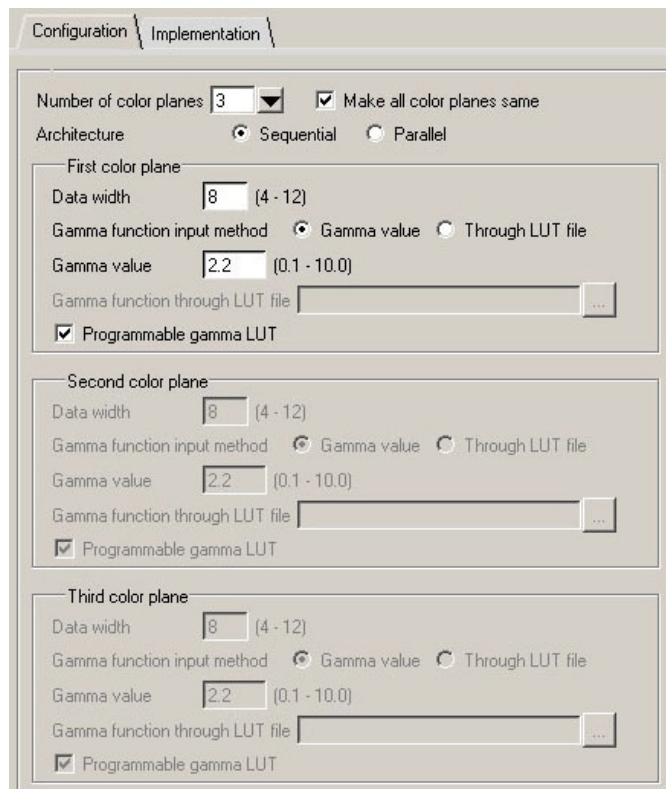 Configuration Implementation
Number of color planes 3 Make all color planes same
Architecture Sequential Parallel
First color plane
Data width 8 (4 - 12)
Gamma function input method Gamma value Through LUT file
Gamma value 2.2 (0.1 - 10.0)
Gamma function through LUT file ...
Programmable gamma LUT
Second color plane
Data width 8 (4 - 12)
Gamma function input method Gamma value Through LUT file
Gamma value 2.2 (0.1 - 10.0)
Gamma function through LUT file ...
Programmable gamma LUT
Third color plane
Data width 8 (4 - 12)
Gamma function input method Gamma value Through LUT file
Gamma value 2.2 (0.1 - 10.0)
Gamma function through LUT file ...
Programmable gamma LUT